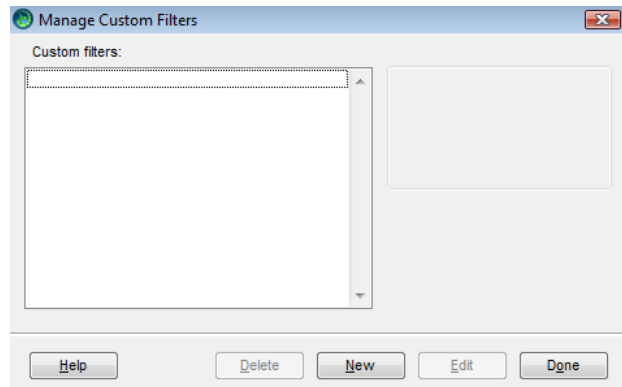 Manage Custom Filters
Custom filters:
Help Delete New Edit Done